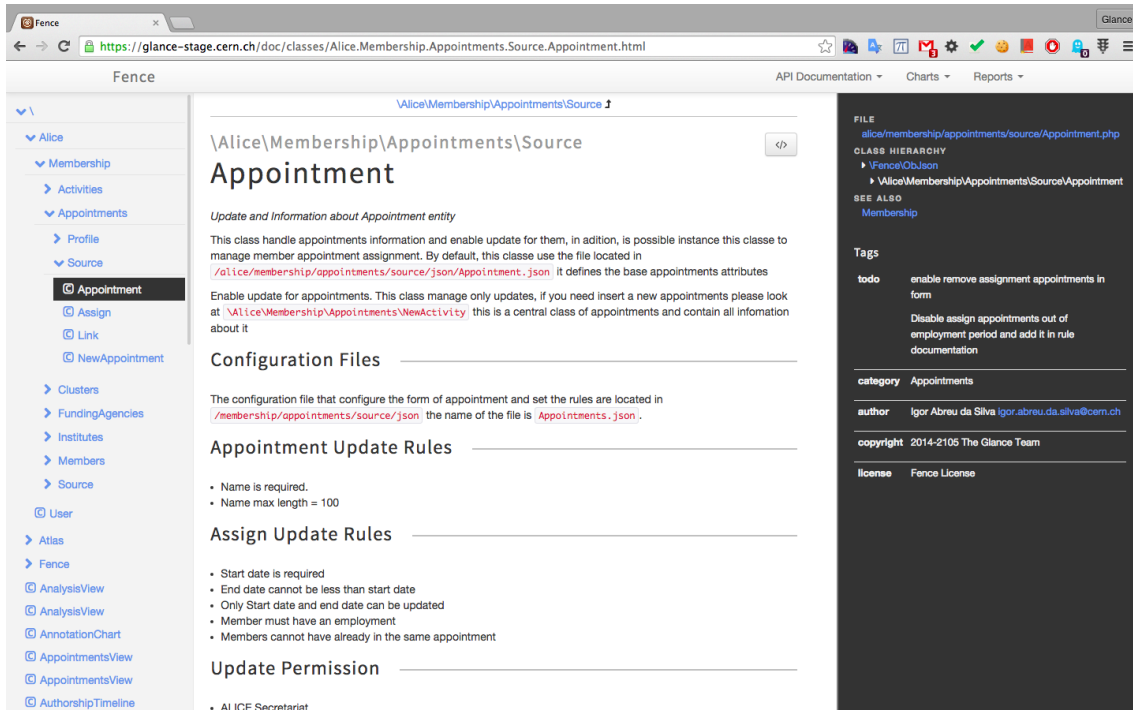 Fence
Glance
https://glance-stage.cern.ch/doc/classes/Alice.Membership.Appointments.Source.Appointment.html
Fence
API Documentation
Charts
Reports
\
Alice
Membership
Activities
Appointments
Profile
Source
Appointment
Assign
Link
NewAppointment
Clusters
FundingAgencies
Institutes
Members
Source
User
Atlas
Fence
AnalysisView
AnalysisView
AnnotationChart
AppointmentsView
AppointmentsView
AuthorshipTimeline
\Alice\Membership\Appointments\Source
\Alice\Membership\Appointments\Source
</>
Appointment
Update and Information about Appointment entity
This class handle appointments information and enable update for them, in adition, is possible instance this classe to
manage member appointment assignment. By default, this classe use the file located in
/alice/membership/appointments/source/json/Appointment.json it defines the base appointments attributes
Enable update for appointments. This class manage only updates, if you need insert a new appointments please look
at \Alice\Membership\Appointments\NewActivity this is a central class of appointments and contain all infomation
about it
Configuration Files
The configuration file that configure the form of appointment and set the rules are located in
/membership/appointments/source/json the name of the file is Appointments.json .
Appointment Update Rules
Name is required.
Name max length = 100
Assign Update Rules
Start date is required
End date cannot be less than start date
Only Start date and end date can be updated
Member must have an employment
Members cannot have already in the same appointment
Update Permission
ALICE Secretariat
FILE
alice/membership/appointments/source/Appointment.php
CLASS HIERARCHY
\Fence\ObJson
\Alice\Membership\Appointments\Source\Appointment
SEE ALSO
Membership
Tags
todo enable remove assignment appointments in
form
Disable assign appointments out of
employment period and add it in rule
documentation
category Appointments
author Igor Abreu da Silva igor.abreu.da.silva@cern.ch
copyright 2014-2105 The Glance Team
license Fence License